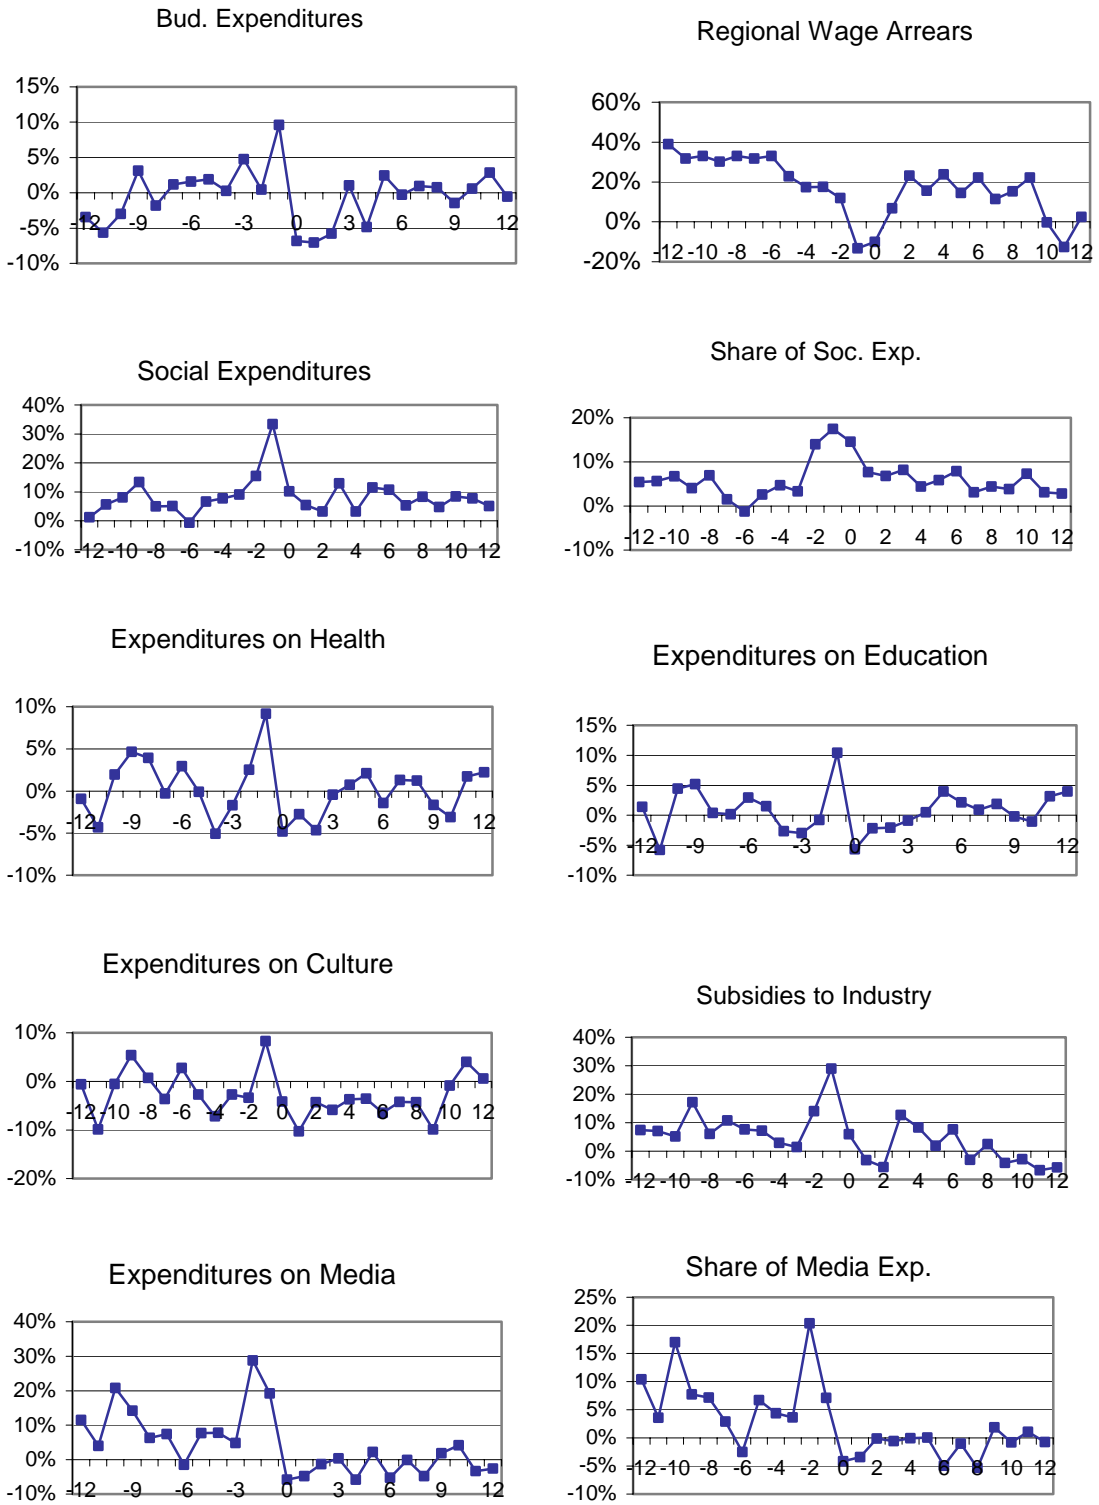 Bud. Expenditures
15%
10%
5%
0%
-5%
-10%
-12 -9 -6 -3 0 3 6 9 12
Regional Wage Arrears
60%
40%
20%
0%
-20%
-12 -10 -8 -6 -4 -2 0 2 4 6 8 10 12
Social Expenditures
40%
30%
20%
10%
0%
-10%
-12 -10 -8 -6 -4 -2 0 2 4 6 8 10 12
Share of Soc. Exp.
20%
10%
0%
-10%
-12 -10 -8 -6 -4 -2 0 2 4 6 8 10 12
Expenditures on Health
10%
5%
0%
-5%
-10%
-12 -9 -6 -3 0 3 6 9 12
Expenditures on Education
15%
10%
5%
0%
-5%
-10%
-12 -9 -6 -3 0 3 6 9 12
Expenditures on Culture
10%
0%
-10%
-20%
-12 -10 -8 -6 -4 -2 0 2 4 6 8 10 12
Subsidies to Industry
40%
30%
20%
10%
0%
-10%
-12 -10 -8 -6 -4 -2 0 2 4 6 8 10 12
Expenditures on Media
40%
30%
20%
10%
0%
-10%
-12 -10 -8 -6 -4 -2 0 2 4 6 8 10 12
Share of Media Exp.
25%
20%
15%
10%
5%
0%
-5%
-10%
-12 -10 -8 -6 -4 -2 0 2 4 6 8 10 12